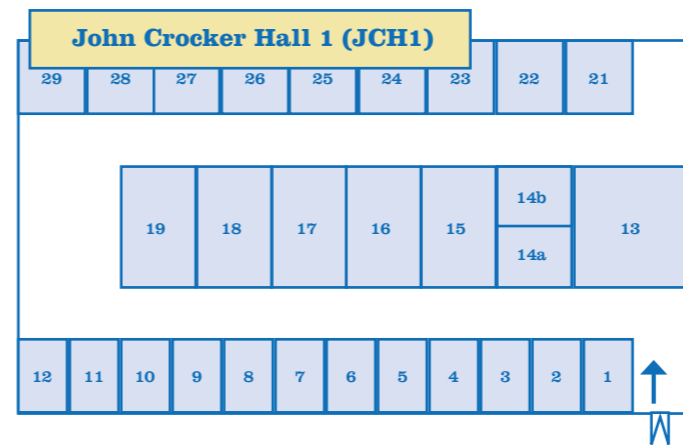 John Crocker Hall 1 (JCH1)
29 28 27 26 25 24 23 22 21
14b
19 18 17 16 15 13
14a
12 11 10 9 8 7 6 5 4 3 2 1